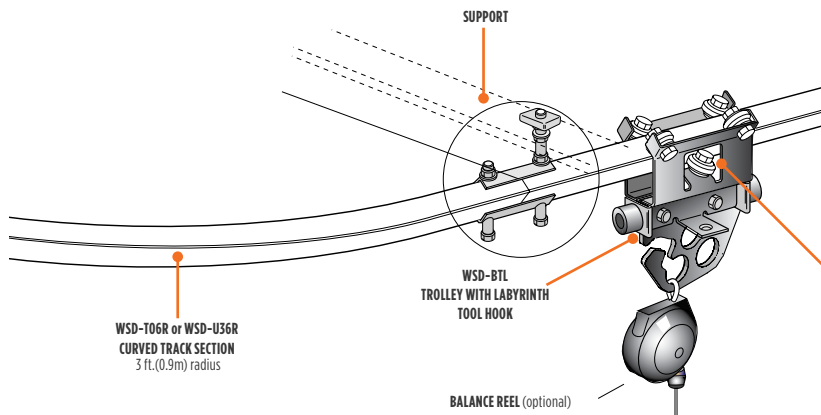 SUPPORT
WSD-BTL
TROLLEY WITH LABYRINTH
TOOL HOOK
WSD-T06R or WSD-U36R
CURVED TRACK SECTION
3 ft.(0.9m) radius
BALANCE REEL (optional)